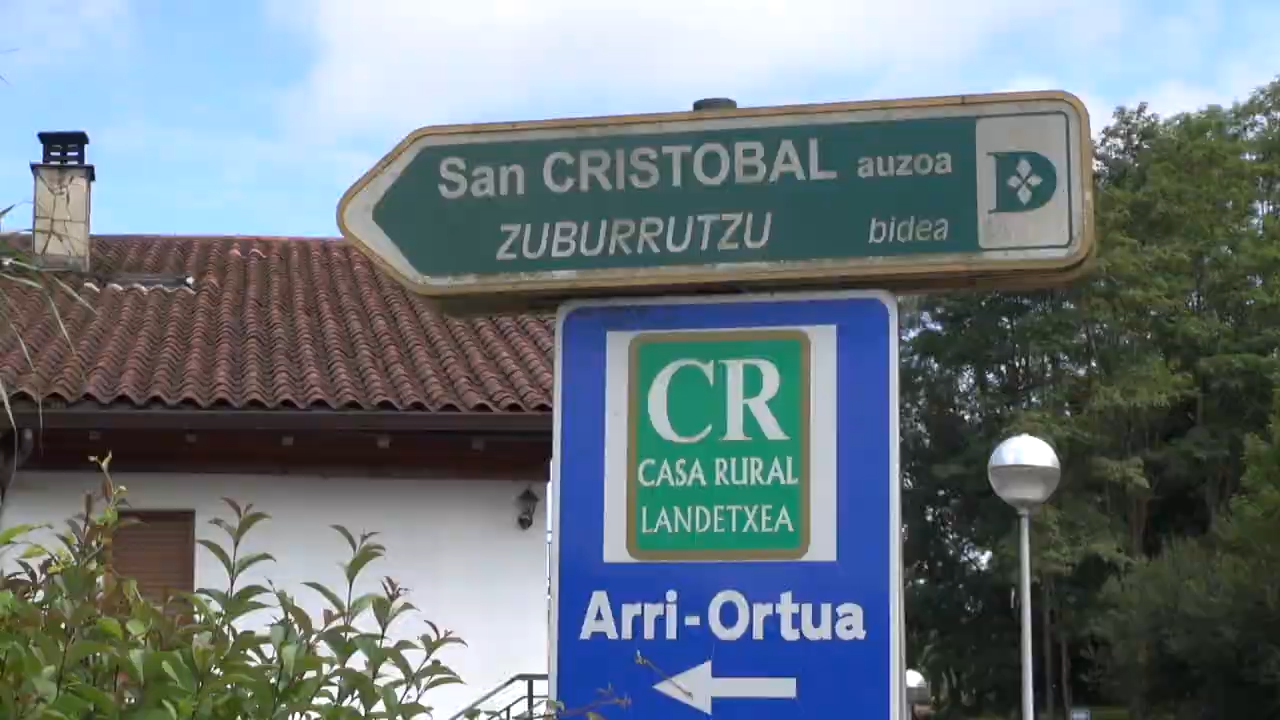 San CRISTOBAL auzoa
ZUBURRUTZU bidea
D
CR
CASA RURAL
LANDETXEA
Arri-Ortua